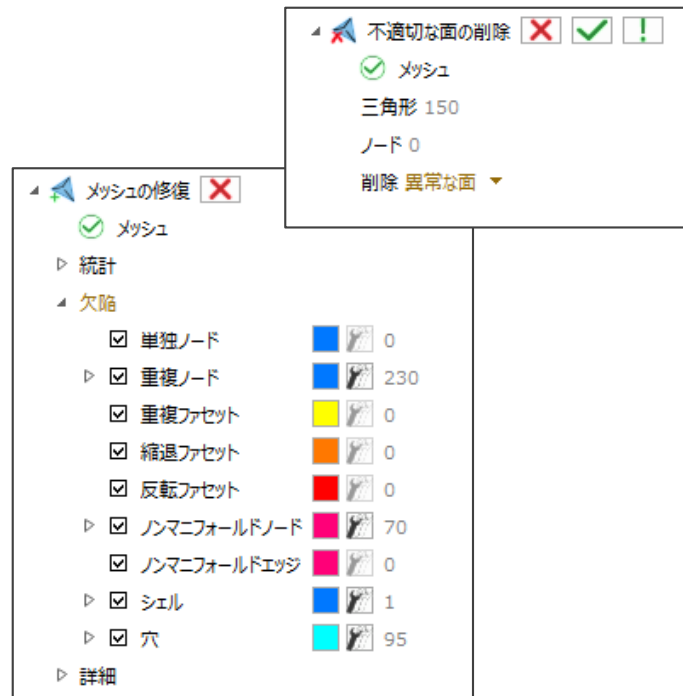 不適切な面の削除
メッシュ
三角形 150
ノード 0
削除 異常な面
メッシュの修復
メッシュ
統計
欠陥
単独ノード 0
重複ノード 230
重複ファセット 0
縮退ファセット 0
反転ファセット 0
ノンマニフォールドノード 70
ノンマニフォールドエッジ 0
シェル 1
穴 95
詳細